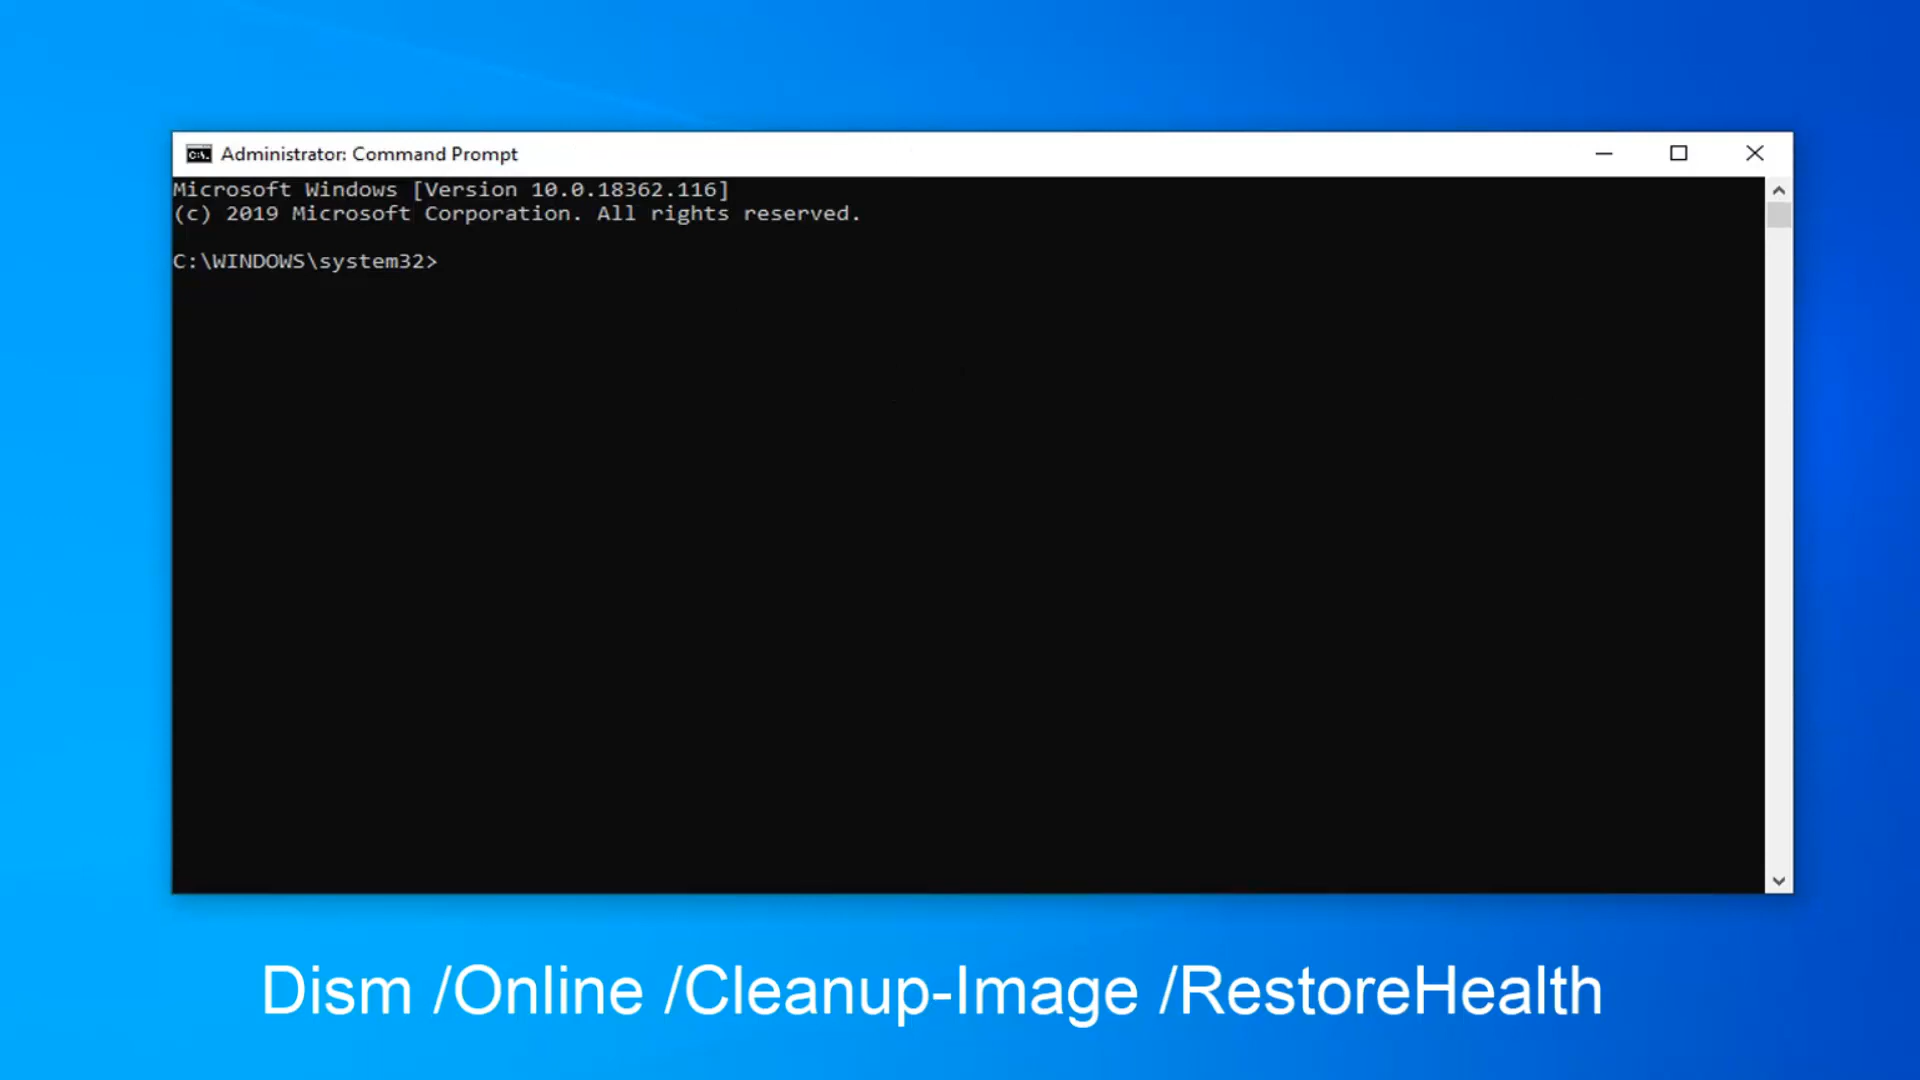 Administrator: Command Prompt
Microsoft Windows [Version 10.0.18362.116]
(c) 2019 Microsoft Corporation. All rights reserved.
C:\WINDOWS\system32>
Dism /Online /Cleanup-Image /RestoreHealth